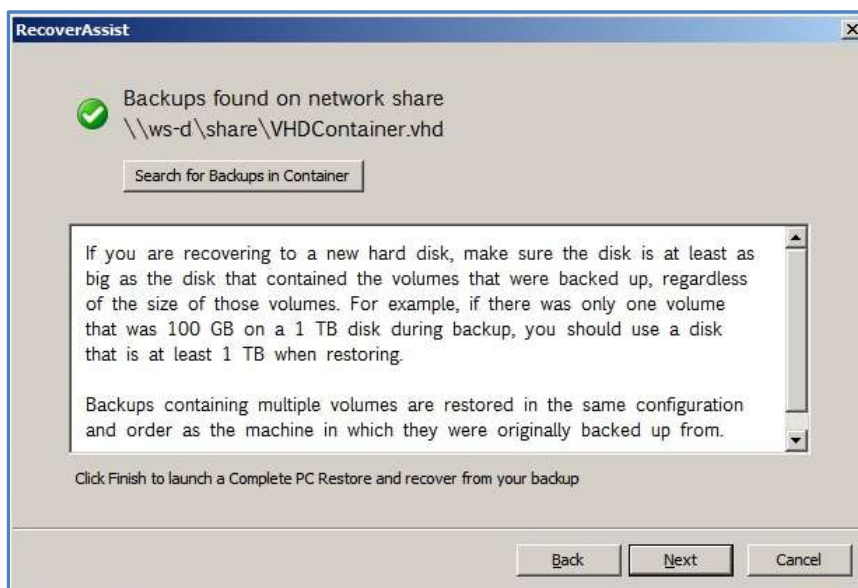 RecoverAssist
Backups found on network share
\\ws-d\share\VHDContainer.vhd
Search for Backups in Container
If you are recovering to a new hard disk, make sure the disk is at least as
big as the disk that contained the volumes that were backed up, regardless
of the size of those volumes. For example, if there was only one volume
that was 100 GB on a 1 TB disk during backup, you should use a disk
that is at least 1 TB when restoring.
Backups containing multiple volumes are restored in the same configuration
and order as the machine in which they were originally backed up from.
Click Finish to launch a Complete PC Restore and recover from your backup
Back
Next
Cancel